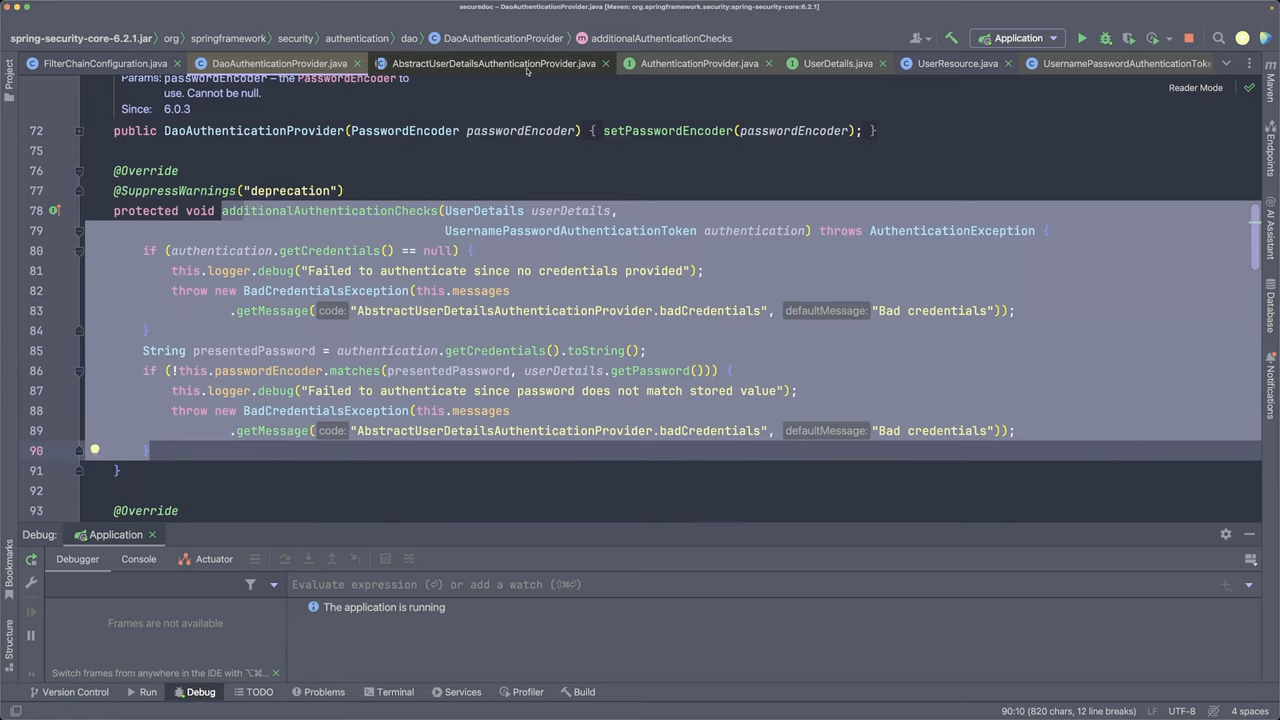 securedoc – DaoAuthenticationProvider.java [Maven: org.springframework.security:spring-security-core:6.2.1]
spring-security-core-6.2.1.jar org springframework security authentication dao DaoAuthenticationProvider additionalAuthenticationChecks Application
FilterChainConfiguration.java DaoAuthenticationProvider.java AbstractUserDetailsAuthenticationProvider.java AuthenticationProvider.java UserDetails.java UserResource.java UsernamePasswordAuthenticationTok
Project
Maven
Endpoints
AI Assistant
Database
Notifications
Bookmarks
Structure
Params: passwordEncoder – the PasswordEncoder to
use. Cannot be null.
Since: 6.0.3
Reader Mode
72 public DaoAuthenticationProvider(PasswordEncoder passwordEncoder) { setPasswordEncoder(passwordEncoder); }
75
76 @Override
77 @SuppressWarnings("deprecation")
78 protected void additionalAuthenticationChecks(UserDetails userDetails,
79 UsernamePasswordAuthenticationToken authentication) throws AuthenticationException {
80 if (authentication.getCredentials() == null) {
81 this.logger.debug("Failed to authenticate since no credentials provided");
82 throw new BadCredentialsException(this.messages
83 .getMessage( code: "AbstractUserDetailsAuthenticationProvider.badCredentials", defaultMessage: "Bad credentials"));
84 }
85 String presentedPassword = authentication.getCredentials().toString();
86 if (!this.passwordEncoder.matches(presentedPassword, userDetails.getPassword())) {
87 this.logger.debug("Failed to authenticate since password does not match stored value");
88 throw new BadCredentialsException(this.messages
89 .getMessage( code: "AbstractUserDetailsAuthenticationProvider.badCredentials", defaultMessage: "Bad credentials"));
90 }
91 }
92
93 @Override
Debug: Application
Debugger Console Actuator
Evaluate expression (⏎) or add a watch (⇧⌘⏎)
The application is running
Frames are not available
Switch frames from anywhere in the IDE with ⌥⌘...
Version Control Run Debug TODO Problems Terminal Services Profiler Build
90:10 (820 chars, 12 line breaks) LF UTF-8 4 spaces